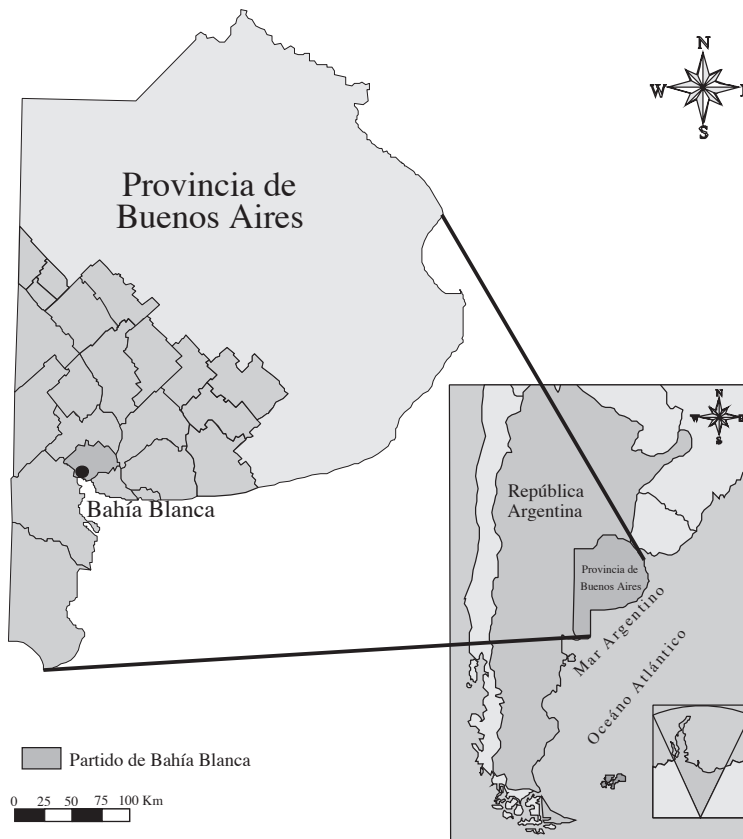 N
W
S
Provincia de
Buenos Aires
N
W E
S
República
Argentina
Provincia de
Buenos Aires
Bahía Blanca
Mar Argentino
Oceáno Atlántico
Partido de Bahía Blanca
0 25 50 75 100 Km